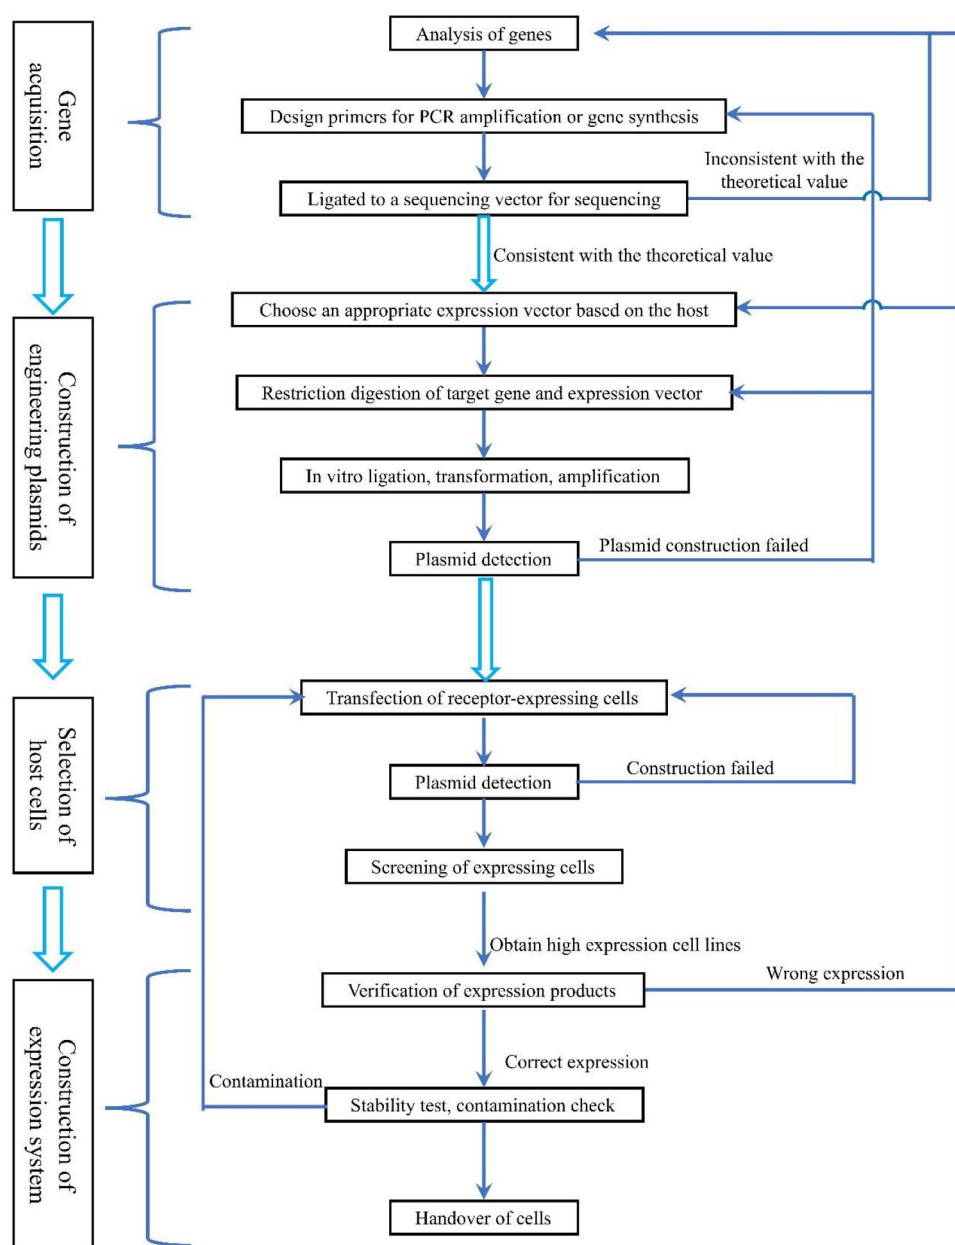 Gene
acquisition
Analysis of genes
Design primers for PCR amplification or gene synthesis
Inconsistent with the
theoretical value
Ligated to a sequencing vector for sequencing
Consistent with the theoretical value
Construction of
engineering plasmids
Choose an appropriate expression vector based on the host
Restriction digestion of target gene and expression vector
In vitro ligation, transformation, amplification
Plasmid detection
Plasmid construction failed
Selection of
host cells
Transfection of receptor-expressing cells
Plasmid detection
Construction failed
Screening of expressing cells
Obtain high expression cell lines
Construction of
expression system
Verification of expression products
Wrong expression
Correct expression
Contamination
Stability test, contamination check
Handover of cells